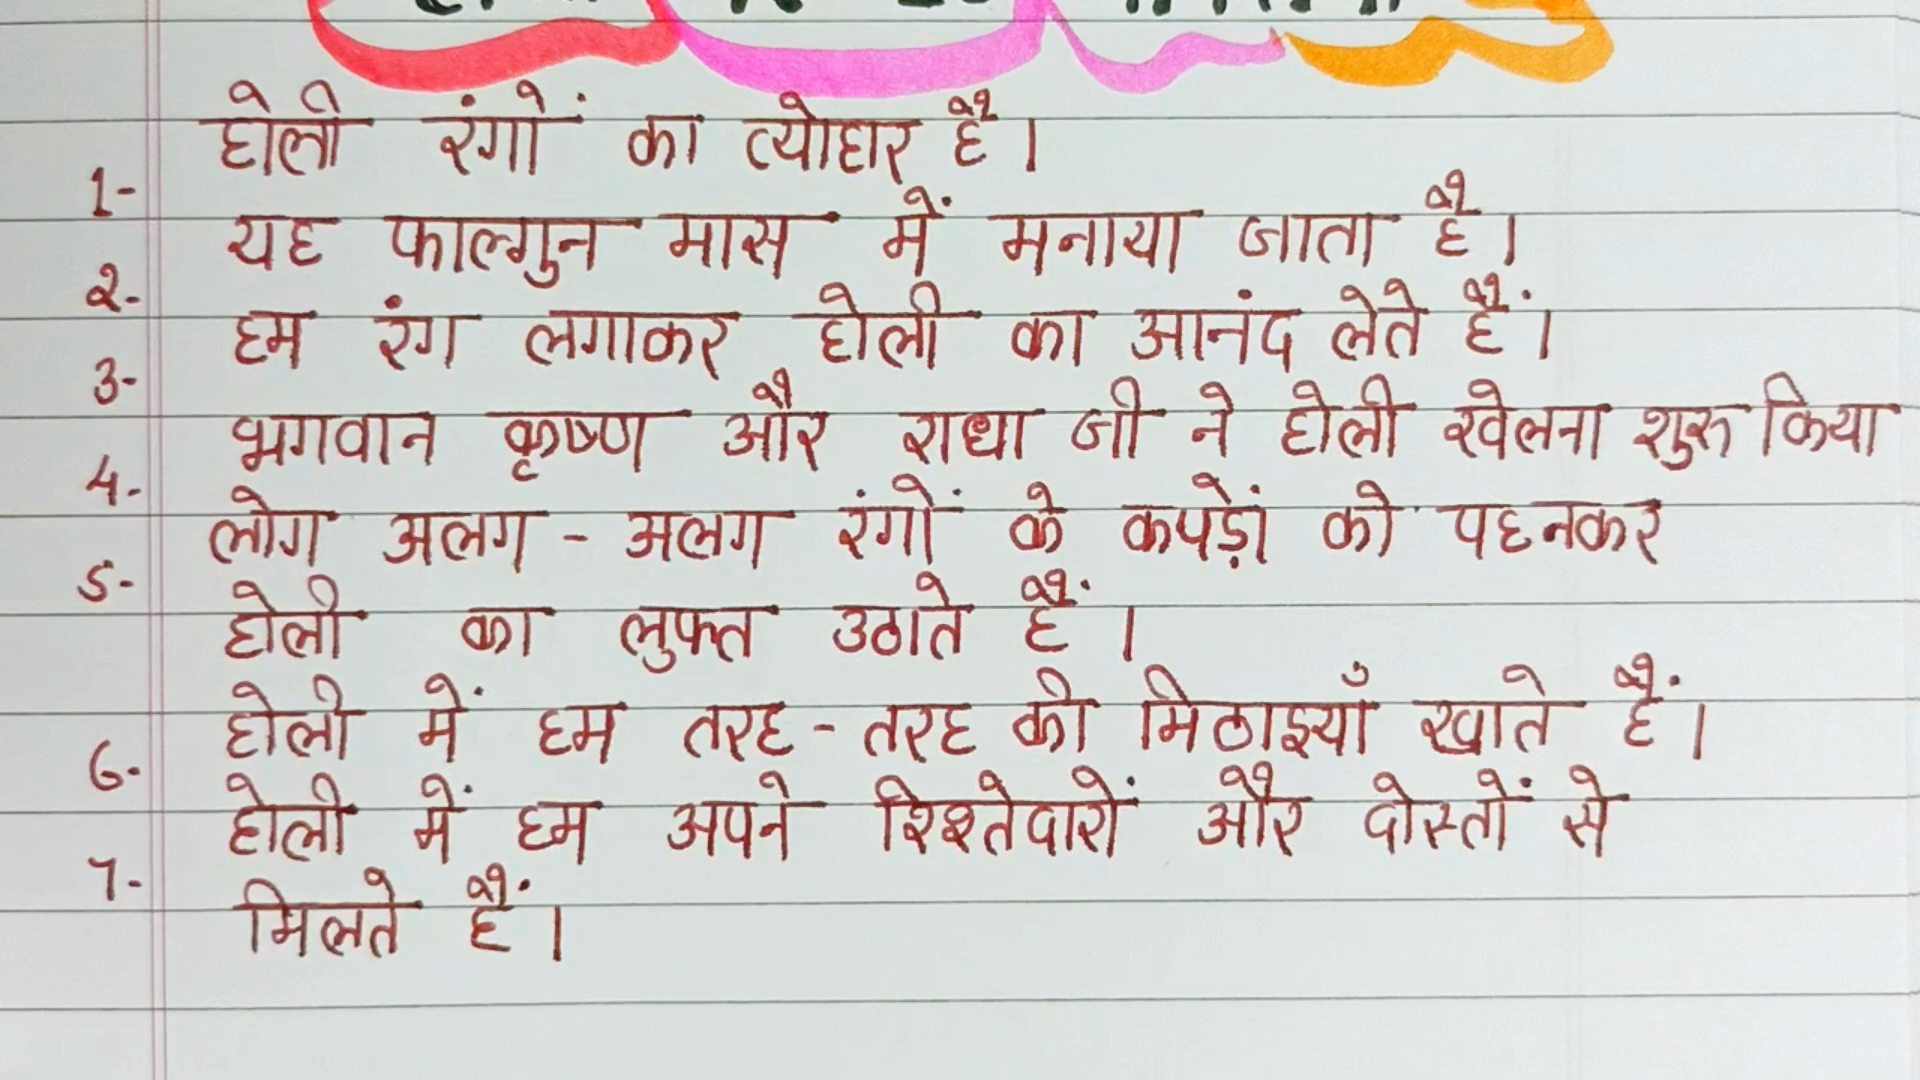 1- होली रंगों का त्योहार है।
2- यह फाल्गुन मास में मनाया जाता है।
3- हम रंग लगाकर होली का आनंद लेते हैं।
4- भगवान कृष्ण और राधा जी ने होली खेलना शुरू किया
5- लोग अलग - अलग रंगों के कपड़ों को पहनकर
होली का लुफ्त उठाते हैं।
6- होली में हम तरह - तरह की मिठाइयाँ खाते हैं।
7- होली में हम अपने रिश्तेदारों और दोस्तों से
मिलते हैं।